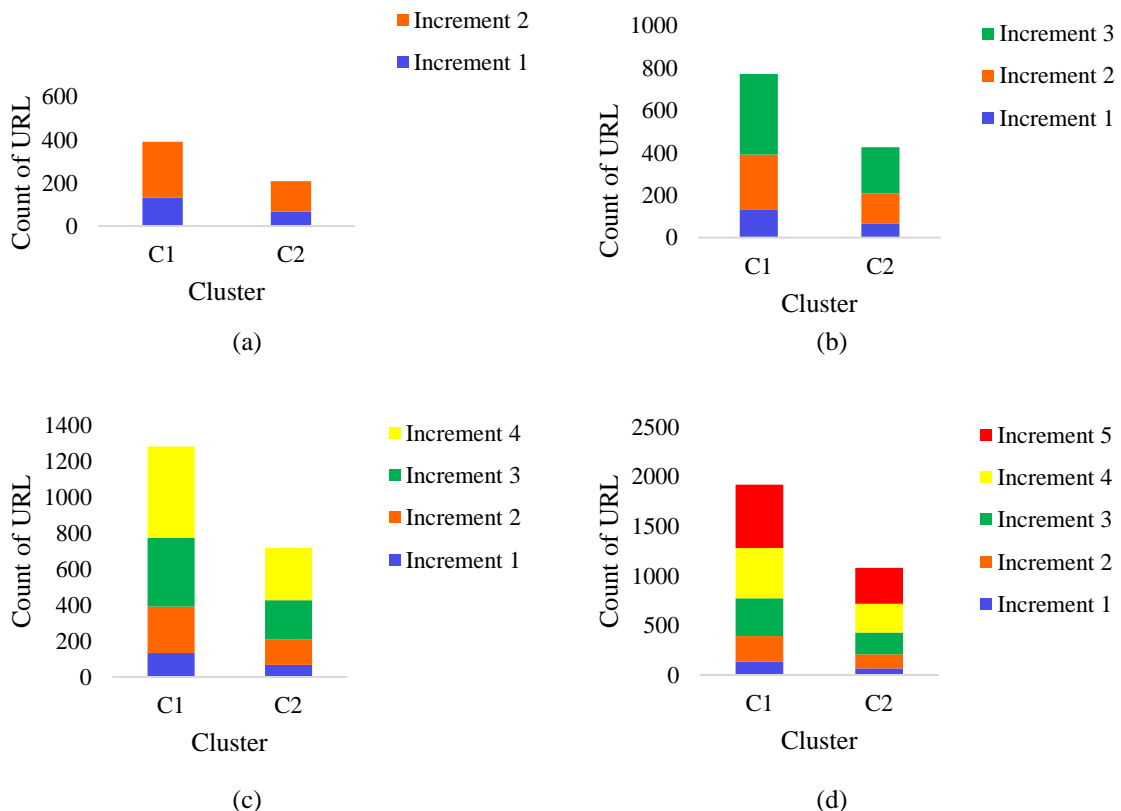 Increment 2
Increment 1
Count of URL
600
400
200
0
C1 C2
Cluster
(a)
Increment 3
Increment 2
Increment 1
Count of URL
1000
800
600
400
200
0
C1 C2
Cluster
(b)
Increment 4
Increment 3
Increment 2
Increment 1
Count of URL
1400
1200
1000
800
600
400
200
0
C1 C2
Cluster
(c)
Increment 5
Increment 4
Increment 3
Increment 2
Increment 1
Count of URL
2500
2000
1500
1000
500
0
C1 C2
Cluster
(d)